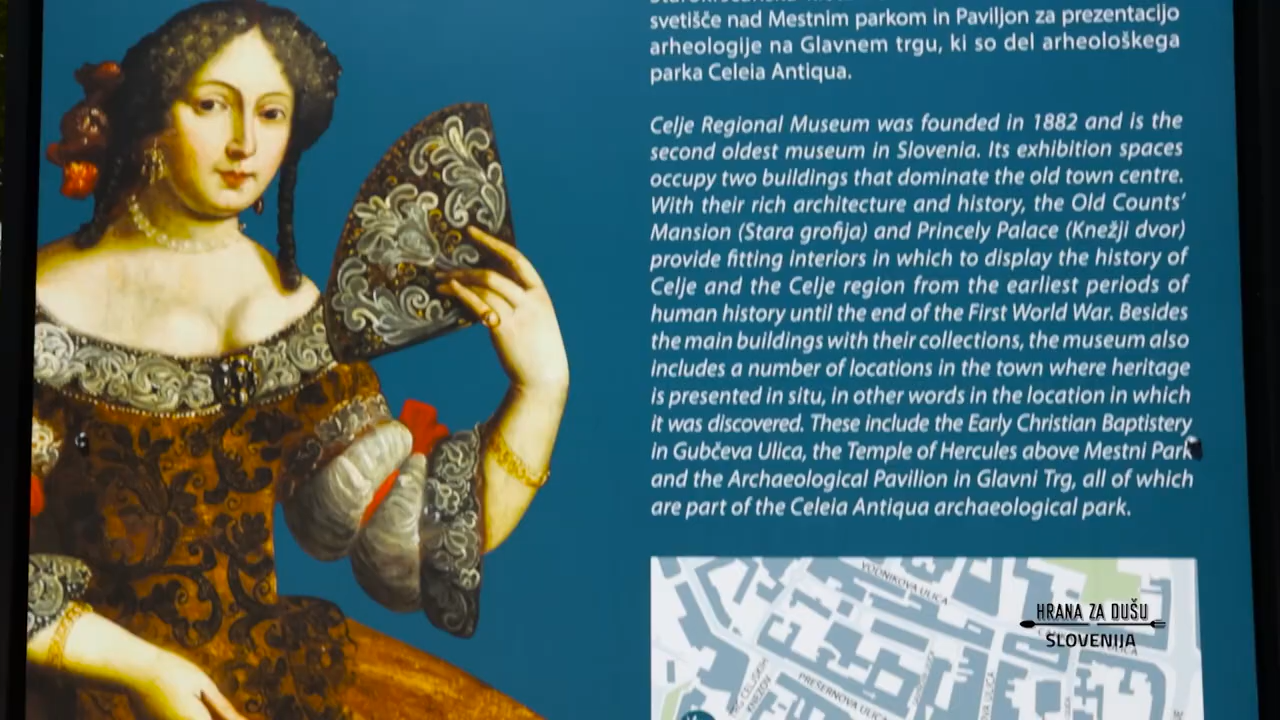 svetišče nad Mestnim parkom in Paviljon za prezentacijo
arheologije na Glavnem trgu, ki so del arheološkega
parka Celeia Antiqua.
Celje Regional Museum was founded in 1882 and is the
second oldest museum in Slovenia. Its exhibition spaces
occupy two buildings that dominate the old town centre.
With their rich architecture and history, the Old Counts'
Mansion (Stara grofija) and Princely Palace (Knežji dvor)
provide fitting interiors in which to display the history of
Celje and the Celje region from the earliest periods of
human history until the end of the First World War. Besides
the main buildings with their collections, the museum also
includes a number of locations in the town where heritage
is presented in situ, in other words in the location in which
it was discovered. These include the Early Christian Baptistery
in Gubčeva Ulica, the Temple of Hercules above Mestni Park
and the Archaeological Pavilion in Glavni Trg, all of which
are part of the Celeia Antiqua archaeological park.
VODNIKOVA ULICA
HRANA ZA DUŠU
SLOVENIJA
TRG CELJSKIH
KNEZOV
PREŠERNOVA ULICA